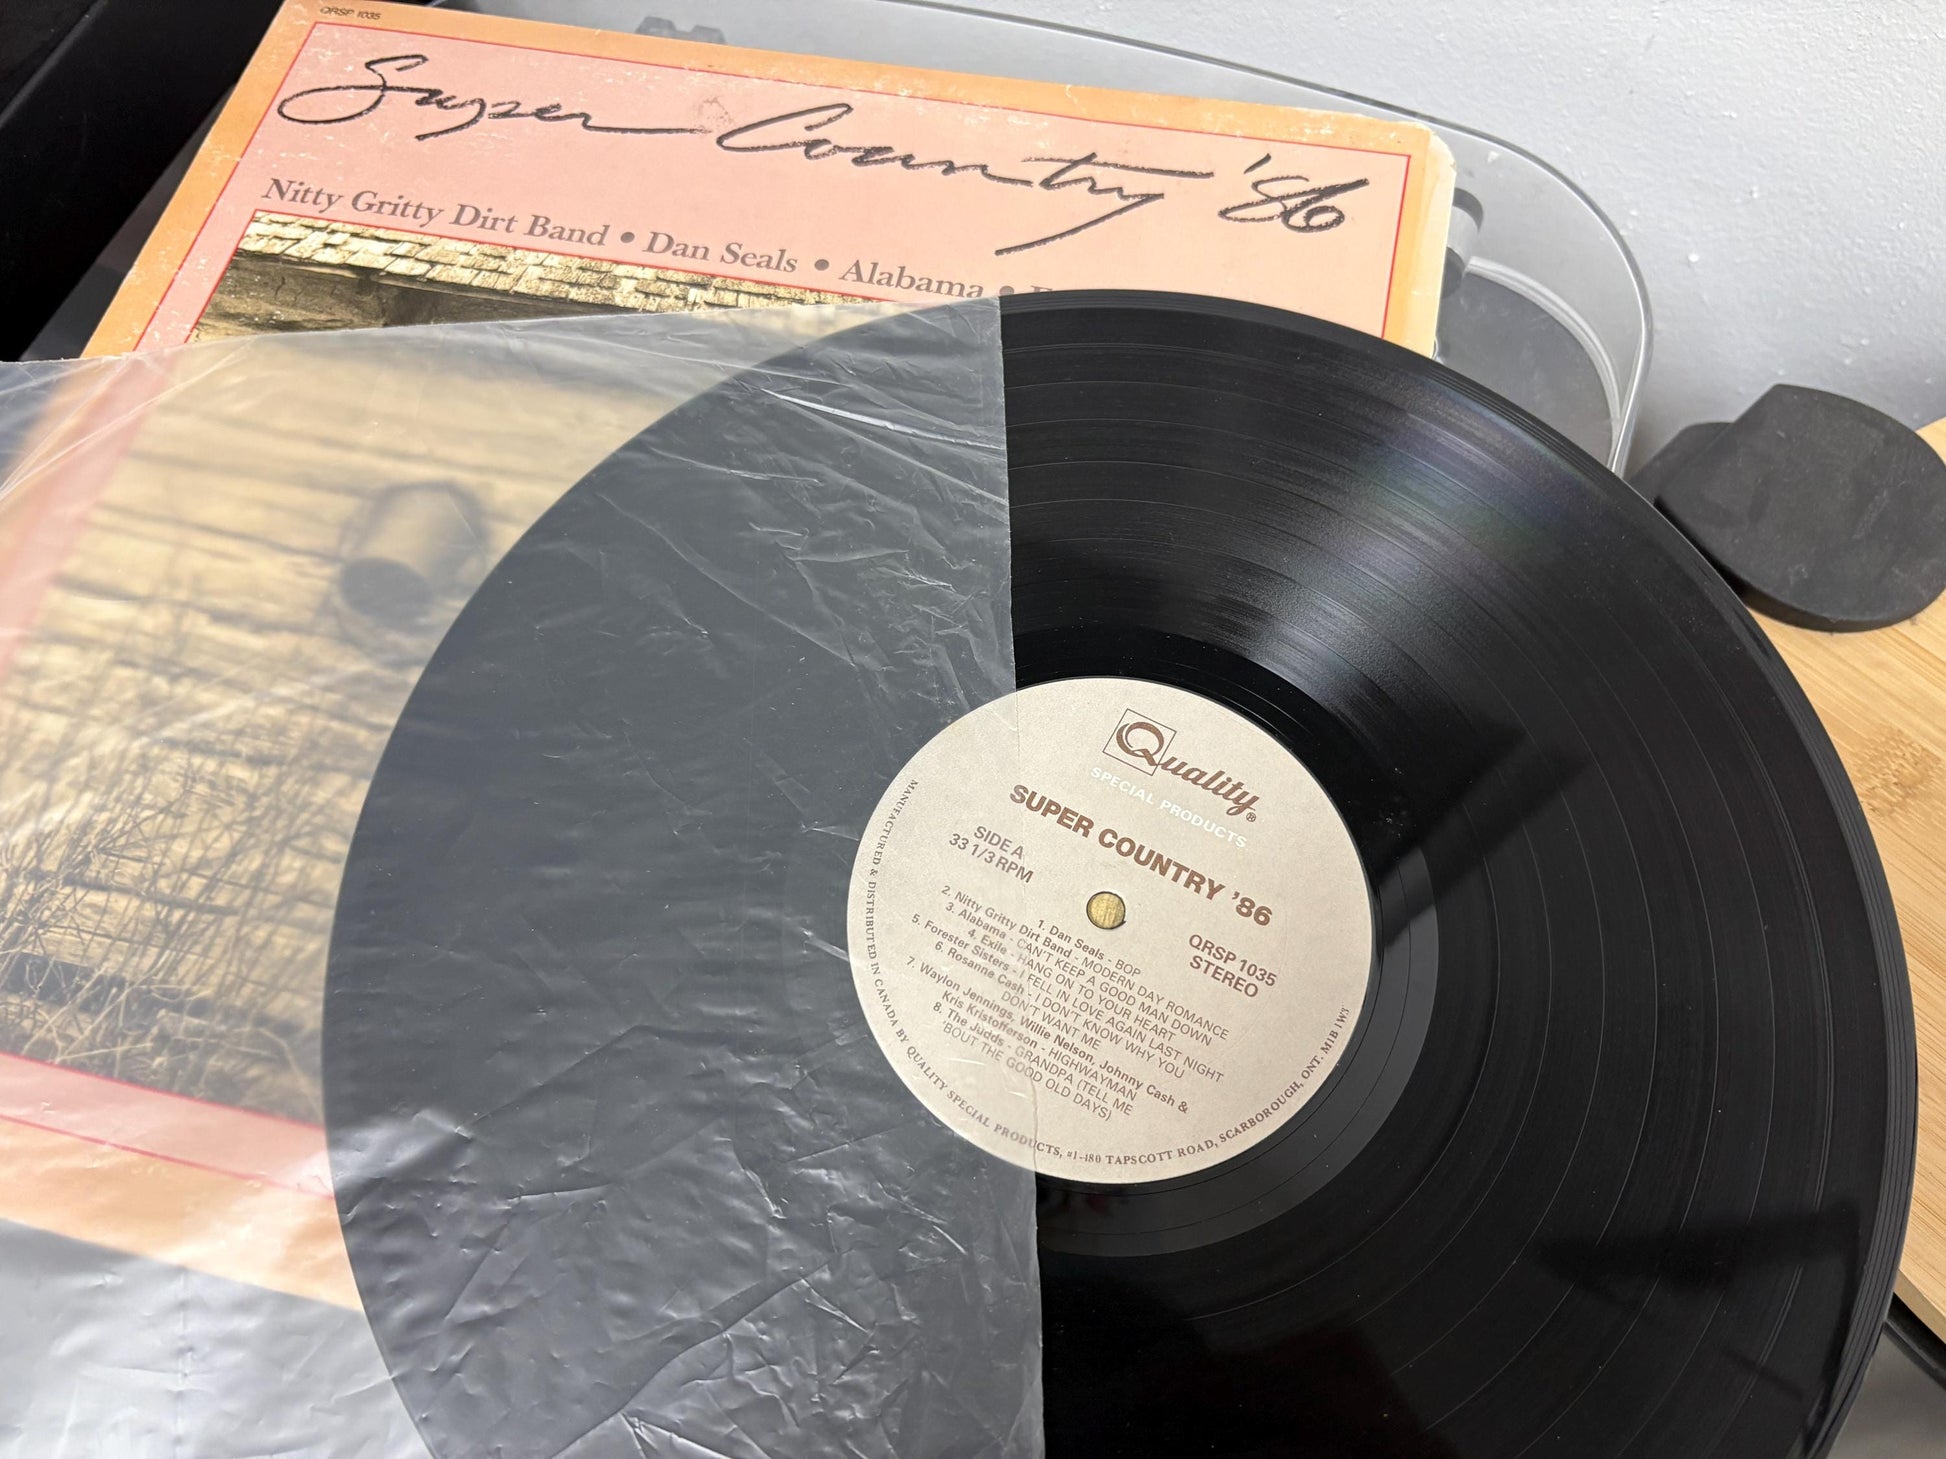 QRSP 1035
Super Country '86
Nitty Gritty Dirt Band • Dan Seals • Alabama •
Quality®
SPECIAL PRODUCTS
SUPER COUNTRY '86
SIDE A
33 1/3 RPM
QRSP 1035
STEREO
1. Dan Seals - BOP
2. Nitty Gritty Dirt Band - MODERN DAY ROMANCE
3. Alabama - CAN'T KEEP A GOOD MAN DOWN
4. Exile - HANG ON TO YOUR HEART
5. Forester Sisters - I FELL IN LOVE AGAIN LAST NIGHT
6. Rosanne Cash - I DON'T KNOW WHY YOU
DON'T WANT ME
7. Waylon Jennings, Willie Nelson, Johnny Cash &
Kris Kristofferson - HIGHWAYMAN
8. The Judds - GRANDPA (TELL ME
'BOUT THE GOOD OLD DAYS)
MANUFACTURED & DISTRIBUTED IN CANADA BY QUALITY SPECIAL PRODUCTS, #1-480 TAPSCOTT ROAD, SCARBOROUGH, ONT. M1B 1W3